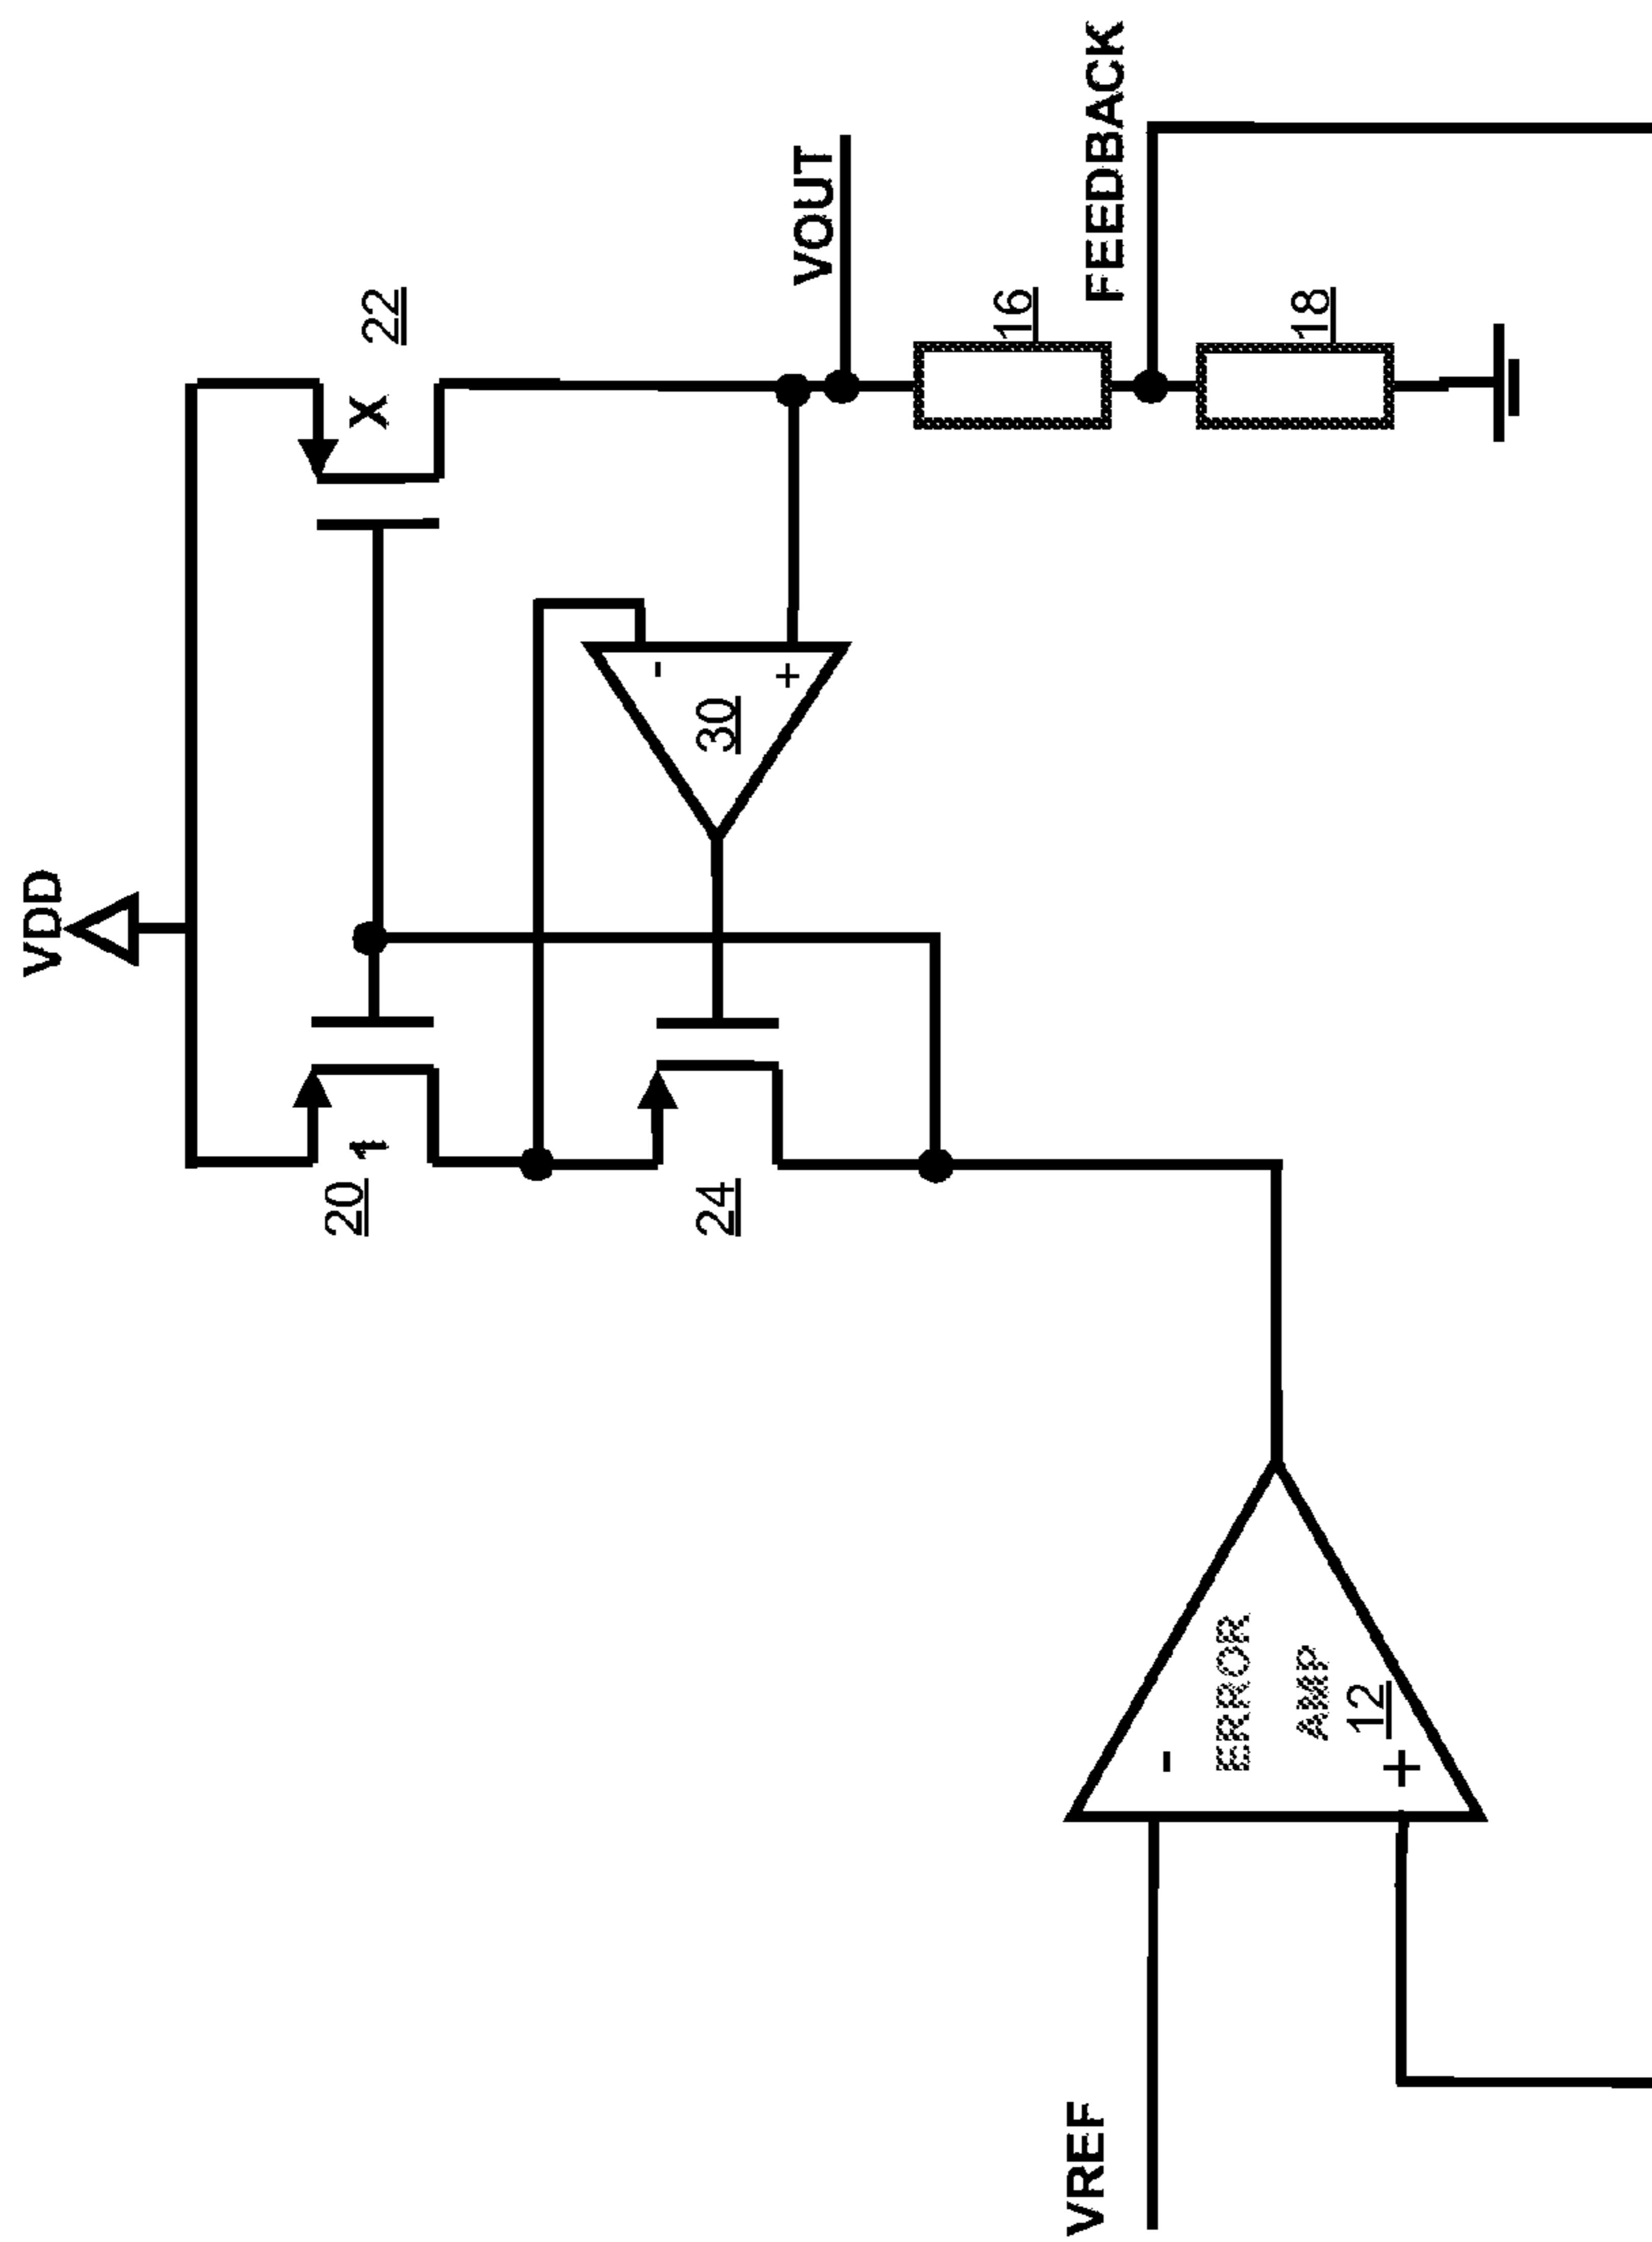 VDD
20
1
X
22
24
-
+
30
VOUT
16
FEEDBACK
18
VREF
-
ERROR
AMP
12
+